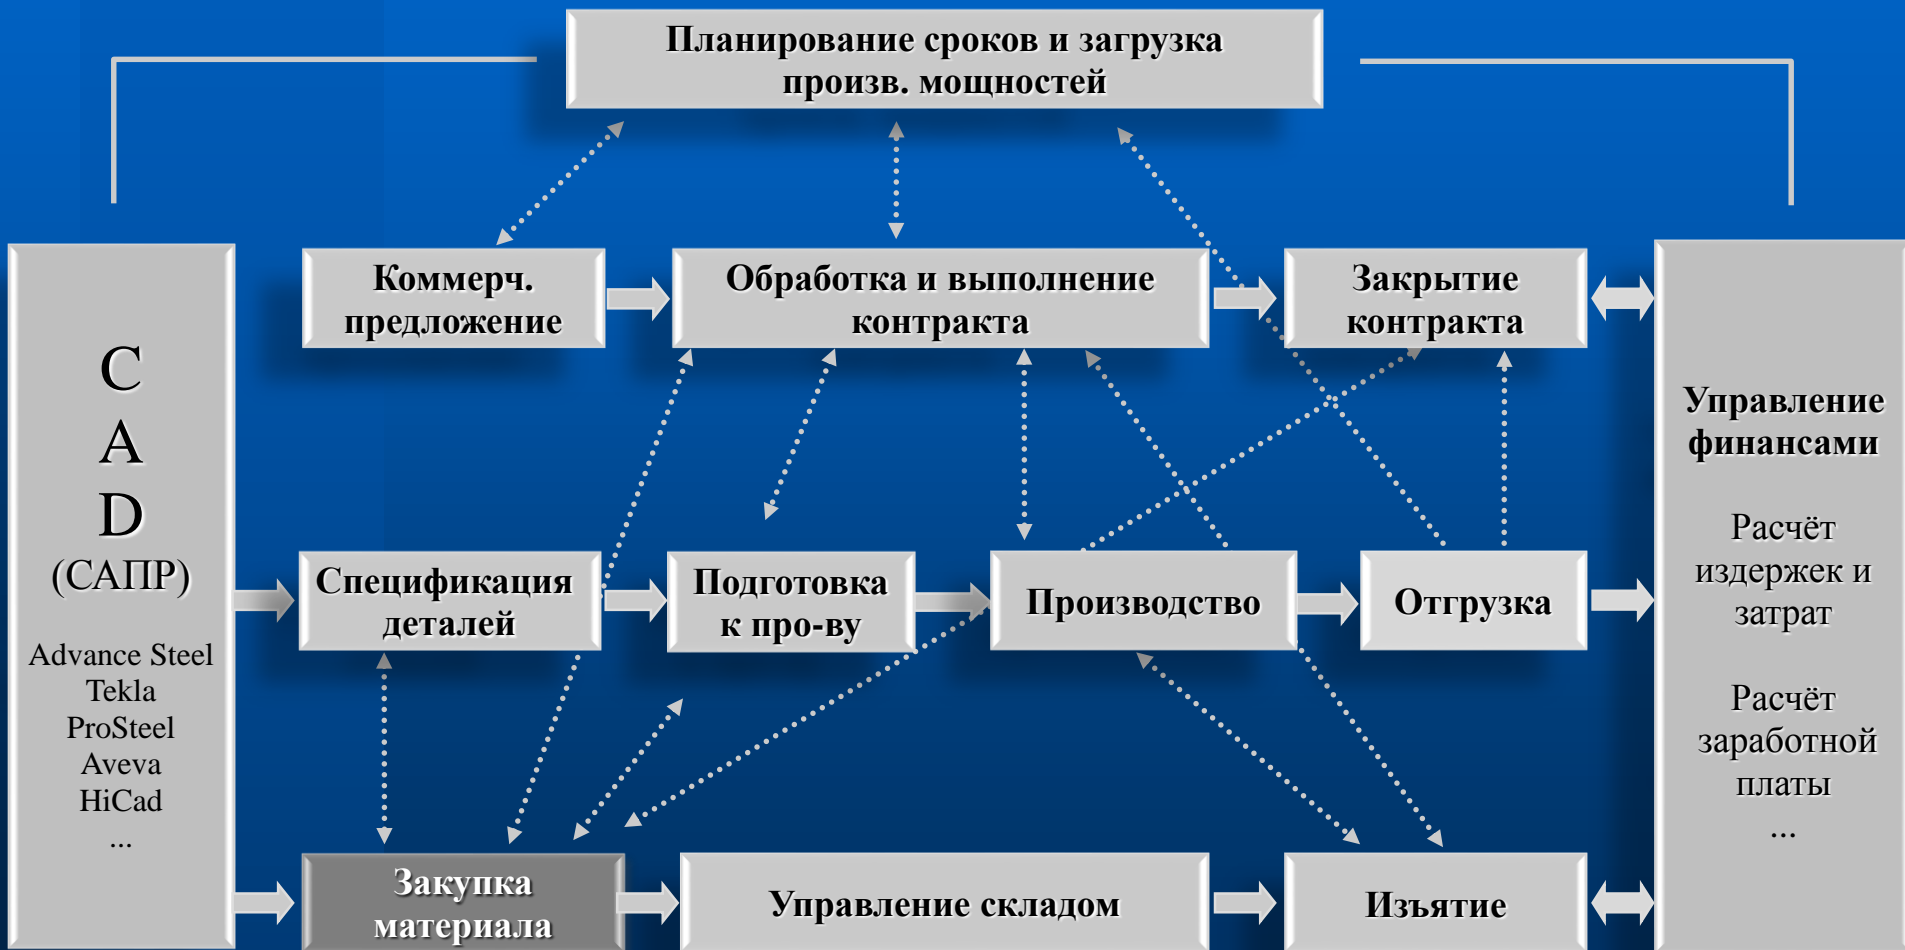 Планирование сроков и загрузка
произв. мощностей
Коммерч.
предложение
Обработка и выполнение
контракта
Закрытие
контракта
C
A
D
(САПР)
Advance Steel
Tekla
ProSteel
Aveva
HiCad
...
Спецификация
деталей
Подготовка
к про-ву
Производство
Отгрузка
Закупка
материала
Управление складом
Изъятие
Управление
финансами
Расчёт
издержек и
затрат
Расчёт
заработной
платы
...